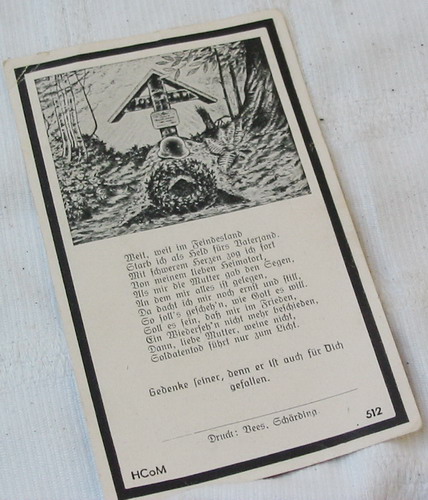 Weit, weit im Feindesland
Starb ich als Held fürs Vaterland.
Mit schwerem Herzen zog ich fort
Von meinem lieben Heimatort,
Als mir die Mutter gab den Segen,
An dem mir alles ist gelegen,
Da dacht ich mir noch ernst und still,
So soll's gescheh'n, wie Gott es will.
Soll es sein, daß mir im Frieden,
Ein Wiederseh'n nicht mehr beschieden,
Dann, liebe Mutter, weine nicht,
Soldatentod führt nur zum Licht.
Gedenke seiner, denn er ist auch für Dich
gefallen.
Druck: Vees, Schärding.
HCoM
512